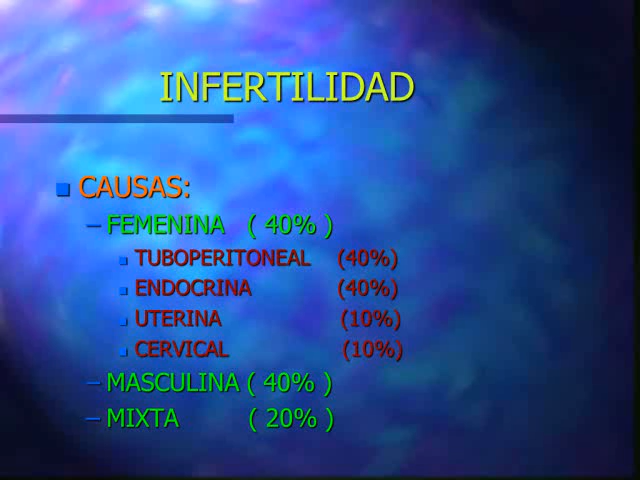 INFERTILIDAD
CAUSAS:
– FEMENINA ( 40% )
TUBOPERITONEAL (40%)
ENDOCRINA (40%)
UTERINA (10%)
CERVICAL (10%)
– MASCULINA ( 40% )
– MIXTA ( 20% )